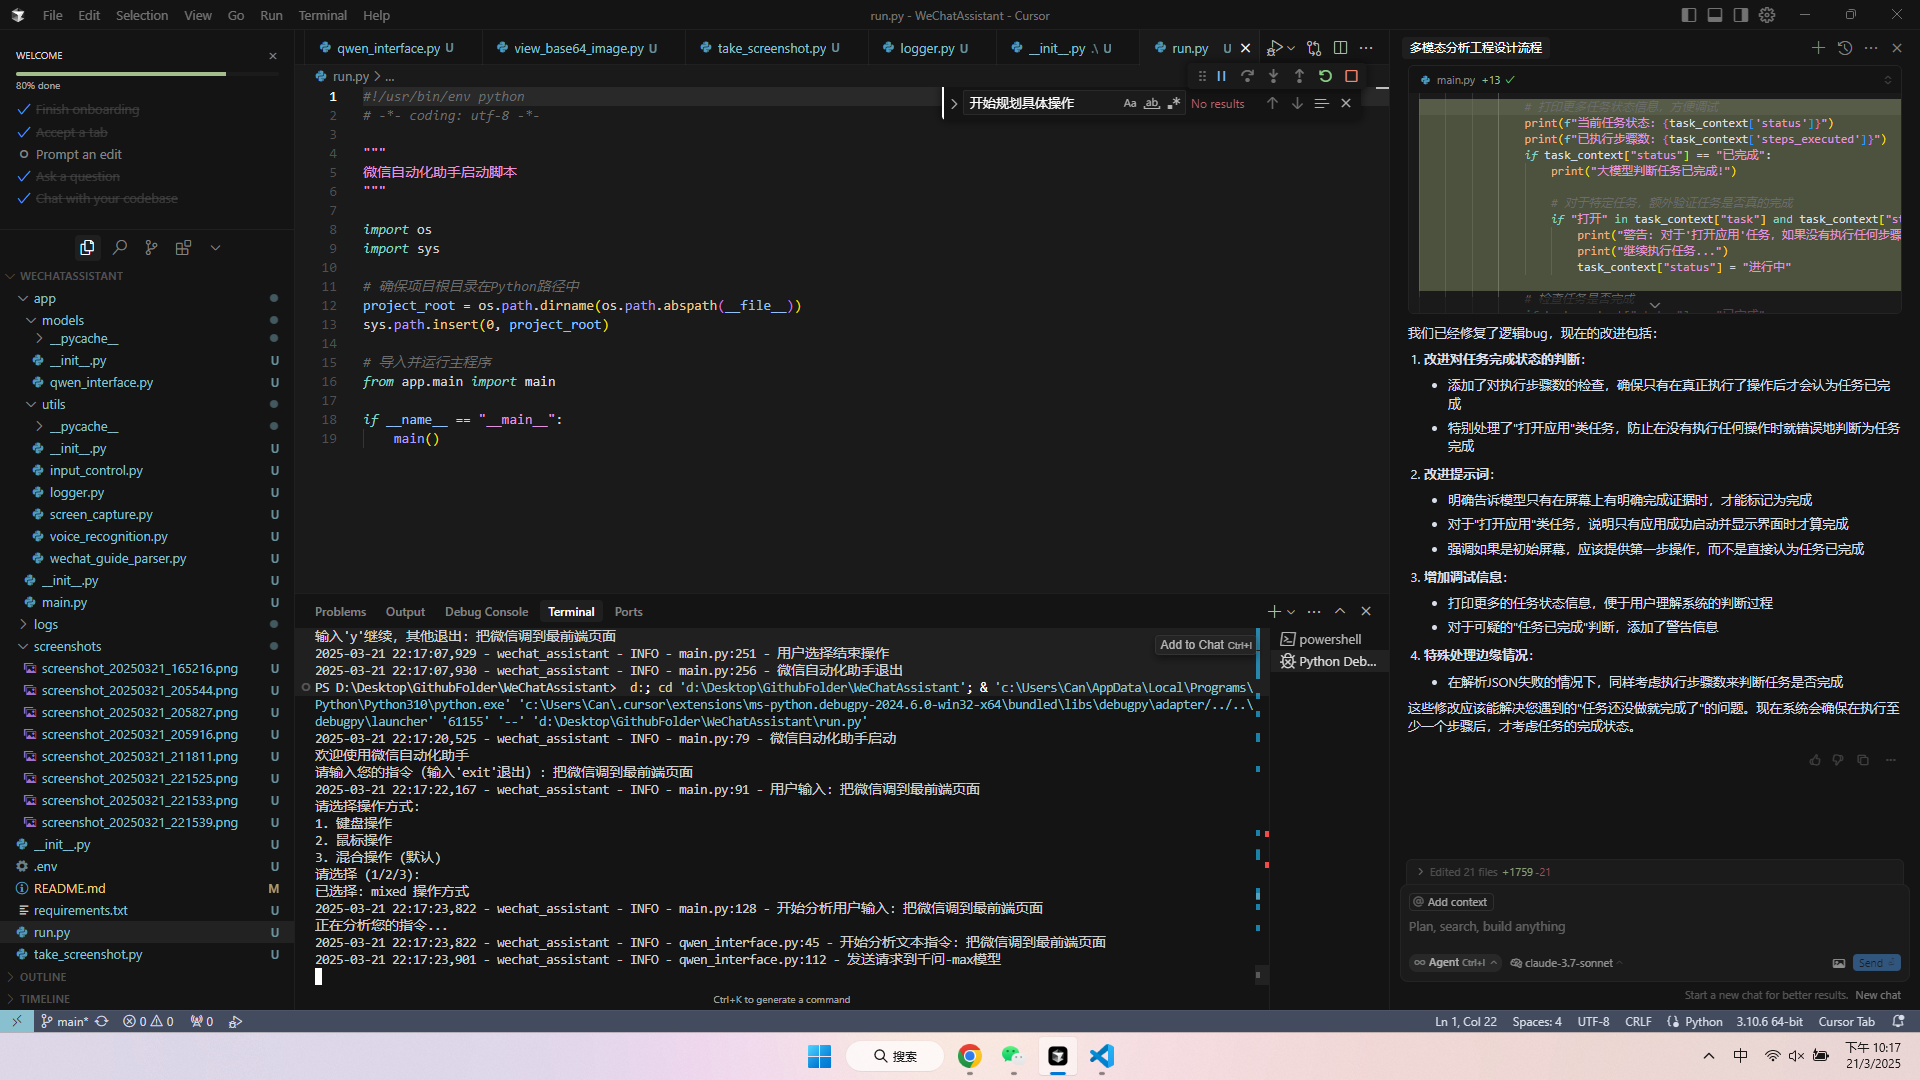 File Edit Selection View Go Run Terminal Help
run.py - WeChatAssistant - Cursor
WELCOME
80% done
Finish onboarding
Accept a tab
Prompt an edit
Ask a question
Chat with your codebase
WECHATASSISTANT
app
models
__pycache__
__init__.py U
qwen_interface.py U
utils
__pycache__
__init__.py U
input_control.py U
logger.py U
screen_capture.py U
voice_recognition.py U
wechat_guide_parser.py U
__init__.py U
main.py U
logs
screenshots
screenshot_20250321_165216.png U
screenshot_20250321_205544.png U
screenshot_20250321_205827.png U
screenshot_20250321_205916.png U
screenshot_20250321_211811.png U
screenshot_20250321_221525.png U
screenshot_20250321_221533.png U
screenshot_20250321_221539.png U
__init__.py U
.env U
README.md M
requirements.txt U
run.py U
take_screenshot.py U
OUTLINE
TIMELINE
qwen_interface.py U view_base64_image.py U take_screenshot.py U logger.py U __init__.py .\ U run.py U
run.py > ...
开始规划具体操作 Aa ab .* No results
1 #!/usr/bin/env python
2 # -*- coding: utf-8 -*-
3
4 """
5 微信自动化助手启动脚本
6 """
7
8 import os
9 import sys
10
11 # 确保项目根目录在Python路径中
12 project_root = os.path.dirname(os.path.abspath(__file__))
13 sys.path.insert(0, project_root)
14
15 # 导入并运行主程序
16 from app.main import main
17
18 if __name__ == "__main__":
19 main()
Problems Output Debug Console Terminal Ports
输入'y'继续, 其他退出: 把微信调到最前端页面
2025-03-21 22:17:07,929 - wechat_assistant - INFO - main.py:251 - 用户选择结束操作
2025-03-21 22:17:07,930 - wechat_assistant - INFO - main.py:256 - 微信自动化助手退出
PS D:\Desktop\GithubFolder\WeChatAssistant> d:; cd 'd:\Desktop\GithubFolder\WeChatAssistant'; & 'c:\Users\Can\AppData\Local\Programs\
Python\Python310\python.exe' 'c:\Users\Can\.cursor\extensions\ms-python.debugpy-2024.6.0-win32-x64\bundled\libs\debugpy\adapter/../..\
debugpy\launcher' '61155' '--' 'd:\Desktop\GithubFolder\WeChatAssistant\run.py'
2025-03-21 22:17:20,525 - wechat_assistant - INFO - main.py:79 - 微信自动化助手启动
欢迎使用微信自动化助手
请输入您的指令 (输入'exit'退出) : 把微信调到最前端页面
2025-03-21 22:17:22,167 - wechat_assistant - INFO - main.py:91 - 用户输入: 把微信调到最前端页面
请选择操作方式:
1. 键盘操作
2. 鼠标操作
3. 混合操作 (默认)
请选择 (1/2/3):
已选择: mixed 操作方式
2025-03-21 22:17:23,822 - wechat_assistant - INFO - main.py:128 - 开始分析用户输入: 把微信调到最前端页面
正在分析您的指令...
2025-03-21 22:17:23,822 - wechat_assistant - INFO - qwen_interface.py:45 - 开始分析文本指令: 把微信调到最前端页面
2025-03-21 22:17:23,901 - wechat_assistant - INFO - qwen_interface.py:112 - 发送请求到千问-max模型
Add to Chat Ctrl+I
Ctrl+K to generate a command
powershell
Python Deb...
多模态分析工程设计流程
main.py +13
# 打印更多任务状态信息, 方便调试
print(f"当前任务状态: {task_context['status']}")
print(f"已执行步骤数: {task_context['steps_executed']}")
if task_context["status"] == "已完成":
print("大模型判断任务已完成!")
# 对于特定任务, 额外验证任务是否真的完成
if "打开" in task_context["task"] and task_context["st
print("警告: 对于'打开应用'任务, 如果没有执行任何步骤
print("继续执行任务...")
task_context["status"] = "进行中"
# 检查任务是否完成
我们已经修复了逻辑bug，现在的改进包括：
1. 改进对任务完成状态的判断：
• 添加了对执行步骤数的检查，确保只有在真正执行了操作后才会认为任务已完
成
• 特别处理了"打开应用"类任务，防止在没有执行任何操作时就错误地判断为任务
完成
2. 改进提示词：
• 明确告诉模型只有在屏幕上有明确完成证据时，才能标记为完成
• 对于"打开应用"类任务，说明只有应用成功启动并显示界面时才算完成
• 强调如果是初始屏幕，应该提供第一步操作，而不是直接认为任务已完成
3. 增加调试信息：
• 打印更多的任务状态信息，便于用户理解系统的判断过程
• 对于可疑的"任务已完成"判断，添加了警告信息
4. 特殊处理边缘情况：
• 在解析JSON失败的情况下，同样考虑执行步骤数来判断任务是否完成
这些修改应该能解决您遇到的"任务还没做就完成了"的问题。现在系统会确保在执行至
少一个步骤后，才考虑任务的完成状态。
Edited 21 files +1759 -21
@ Add context
Plan, search, build anything
Agent Ctrl+I claude-3.7-sonnet Send
Start a new chat for better results. New chat
main* 0 0 0 Ln 1, Col 22 Spaces: 4 UTF-8 CRLF Python 3.10.6 64-bit Cursor Tab
搜索
中
下午 10:17
21/3/2025